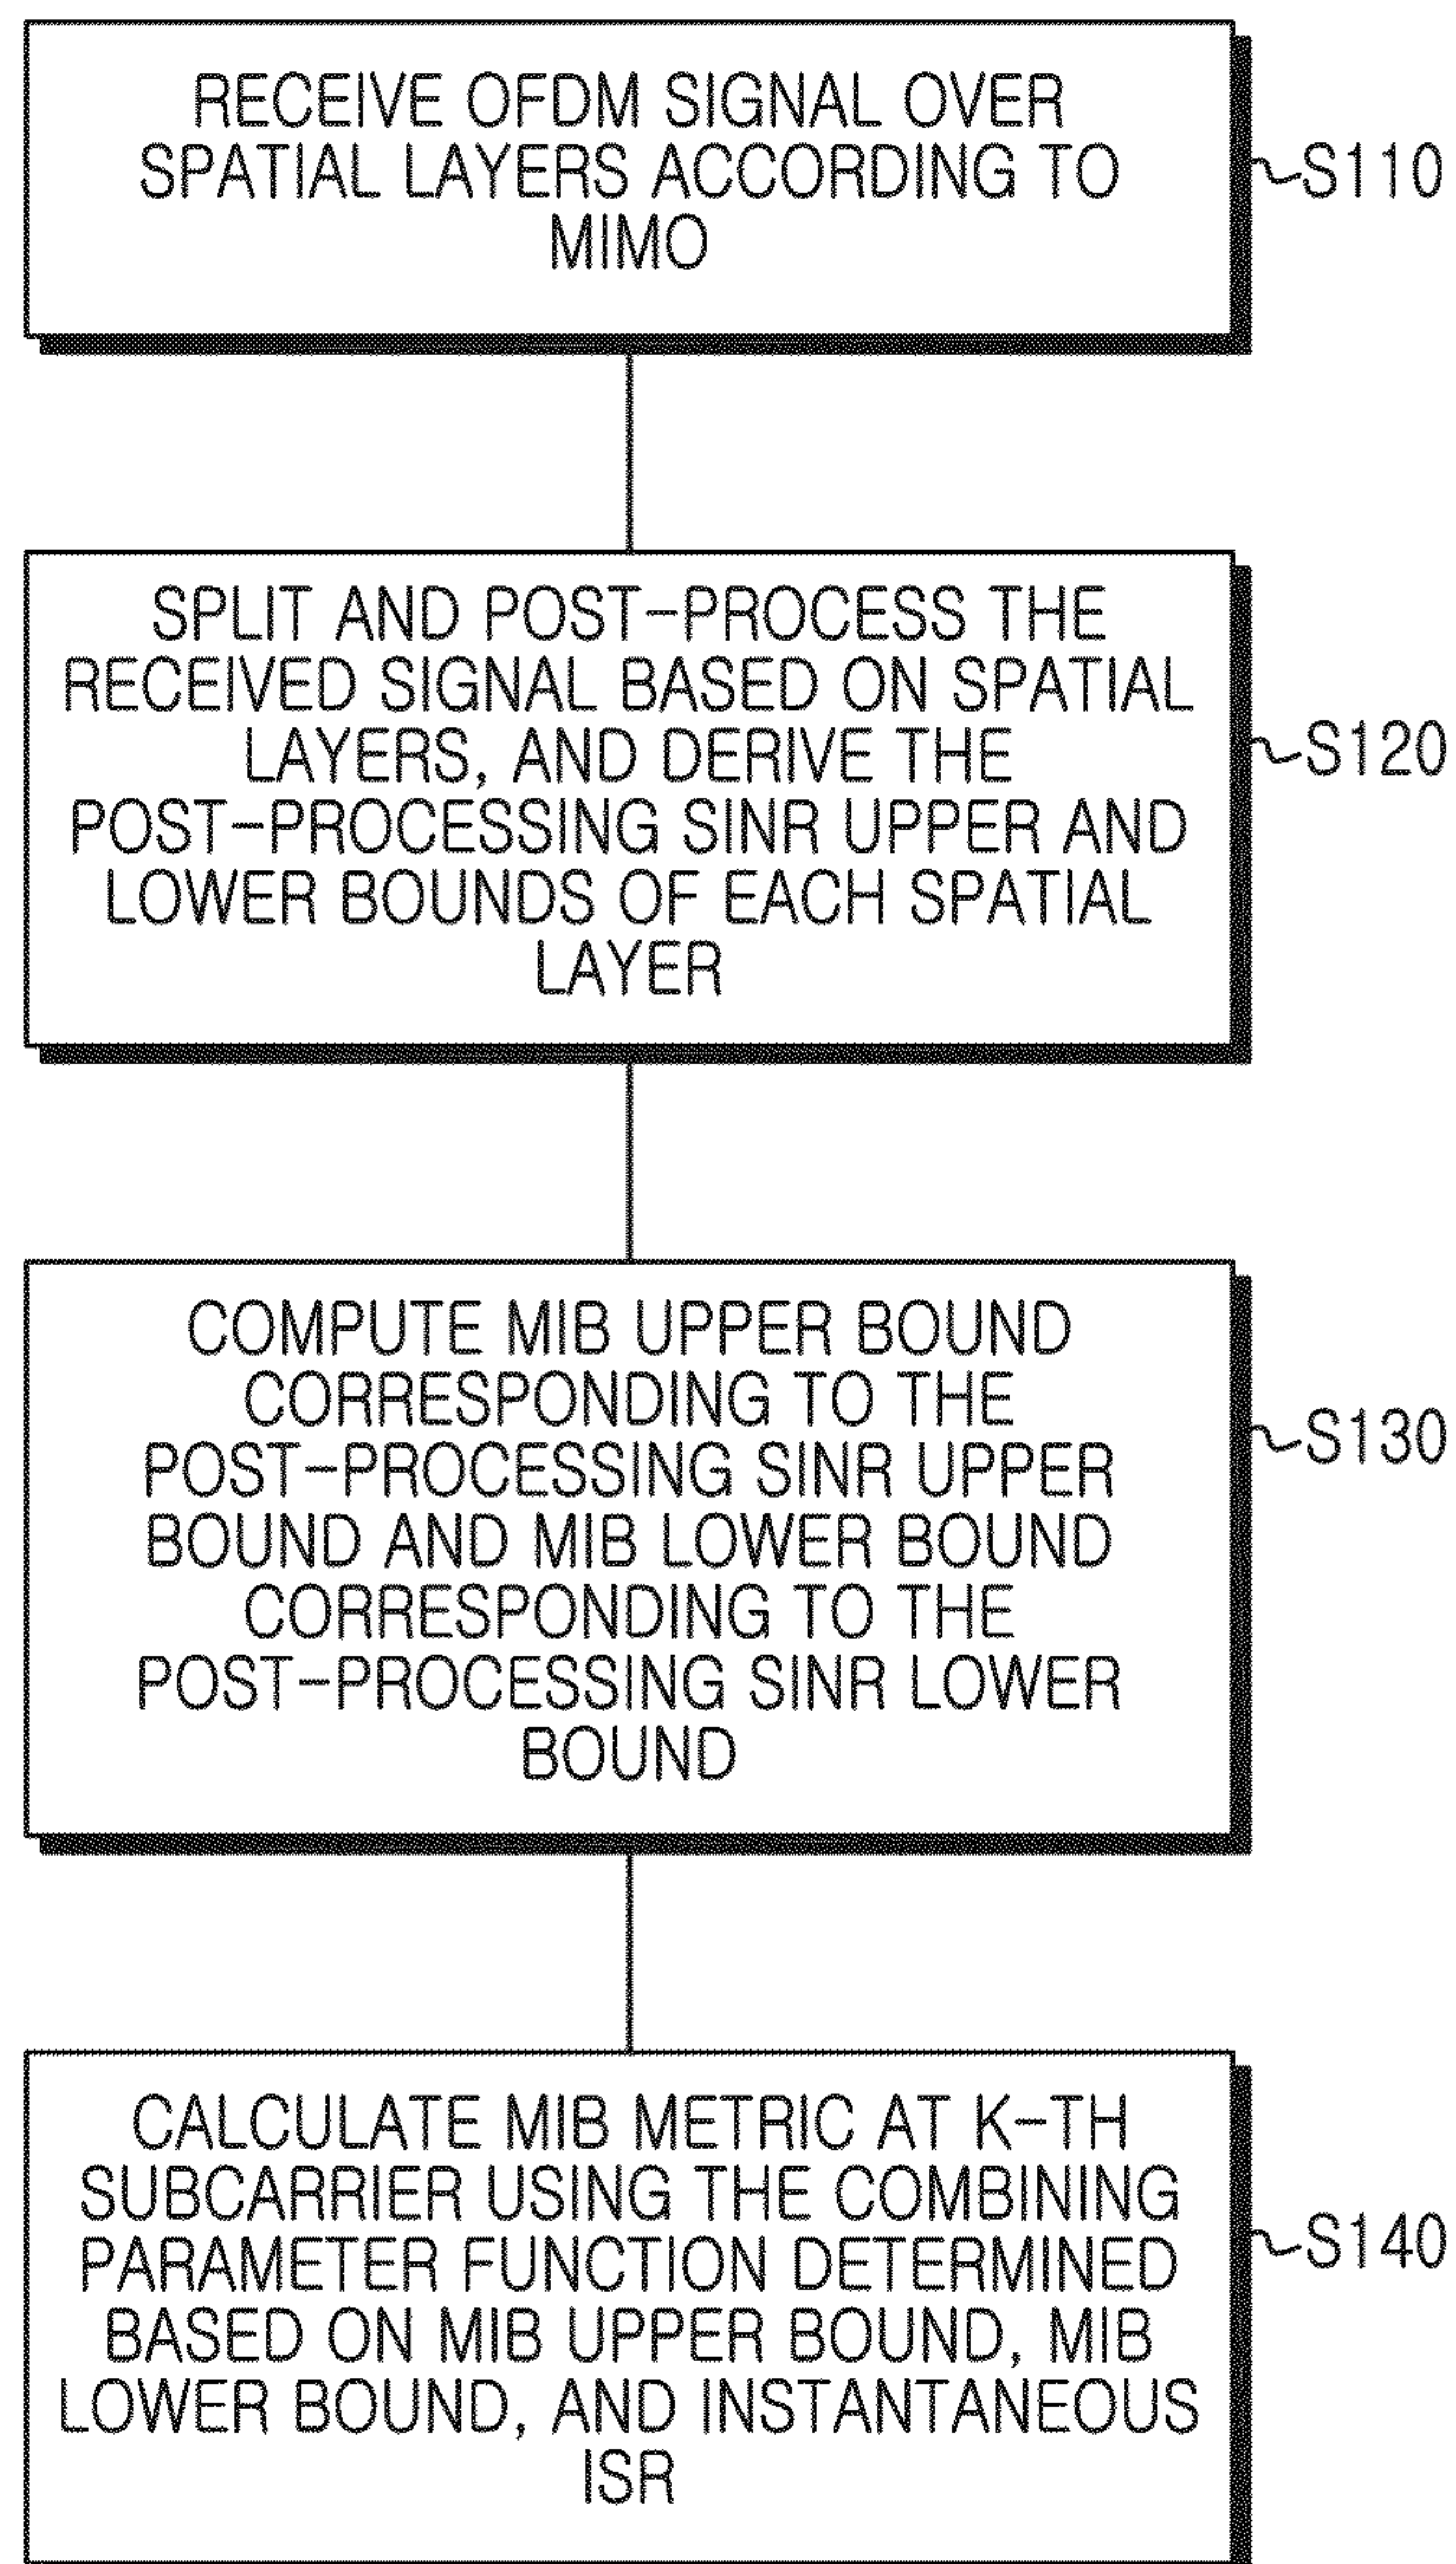 RECEIVE OFDM SIGNAL OVER
SPATIAL LAYERS ACCORDING TO
MIMO
S110
SPLIT AND POST-PROCESS THE
RECEIVED SIGNAL BASED ON SPATIAL
LAYERS, AND DERIVE THE
POST-PROCESSING SINR UPPER AND
LOWER BOUNDS OF EACH SPATIAL
LAYER
S120
COMPUTE MIB UPPER BOUND
CORRESPONDING TO THE
POST-PROCESSING SINR UPPER
BOUND AND MIB LOWER BOUND
CORRESPONDING TO THE
POST-PROCESSING SINR LOWER
BOUND
S130
CALCULATE MIB METRIC AT K-TH
SUBCARRIER USING THE COMBINING
PARAMETER FUNCTION DETERMINED
BASED ON MIB UPPER BOUND, MIB
LOWER BOUND, AND INSTANTANEOUS
ISR
S140